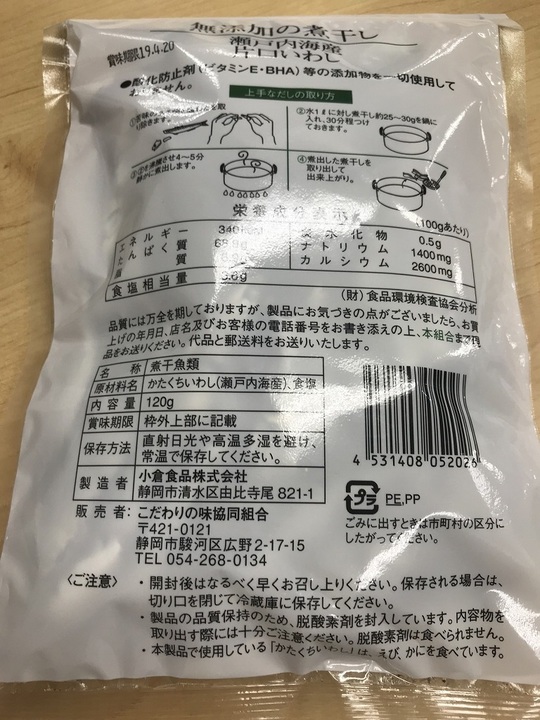 無添加の煮干し
瀬戸内海産
片口いわし
賞味期限19.4.20
●酸化防止剤(ビタミンE・BHA)等の添加物を一切使用して
おりません。
上手なだしの取り方
②水1ℓに対し煮干し約25～30gを鍋に
入れ、30分程つけ
ておきます。
を沸騰させ4～5分
静かに煮出します。
④煮出した煮干しを
取り出して
出来上がり。
栄養成分表示
(100gあたり)
エネルギー
たんぱく質
脂質
炭水化物 0.5g
ナトリウム 1400mg
カルシウム 2600mg
食塩相当量 3.6g
(財)食品環境検査協会分析
品質には万全を期しておりますが、製品にお気づきの点がございましたら、お買
上げの年月日、店名及びお客様の電話番号をお書き添えの上、本組合まで現
品をお送りください。代品と郵送料をお送りいたします。
名称 煮干魚類
原材料名 かたくちいわし(瀬戸内海産)、食塩
内容量 120g
賞味期限 枠外上部に記載
保存方法 直射日光や高温多湿を避け、
常温で保存してください。
製造者 小倉食品株式会社
静岡市清水区由比寺尾 821-1
4 531408 052026
プラ PE,PP
ごみに出すときは市町村の区分に
したがってください。
販売者:こだわりの味協同組合
〒421-0121
静岡市駿河区広野2-17-15
TEL 054-268-0134
〈ご注意〉・開封後はなるべく早くお召し上りください。保存される場合は、
切り口を閉じて冷蔵庫に保存してください。
・製品の品質保持のため、脱酸素剤を封入しています。内容物を
取り出す際には十分ご注意ください。脱酸素剤は食べられません。
・本製品で使用している「かたくちいわし」は、えび、かにを食べています。